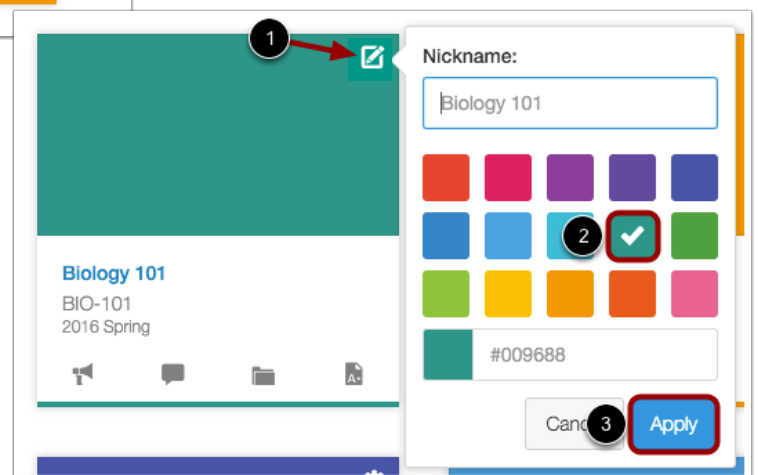 1
Nickname:
Biology 101
2
Biology 101
BIO-101
2016 Spring
A+
#009688
3
Apply